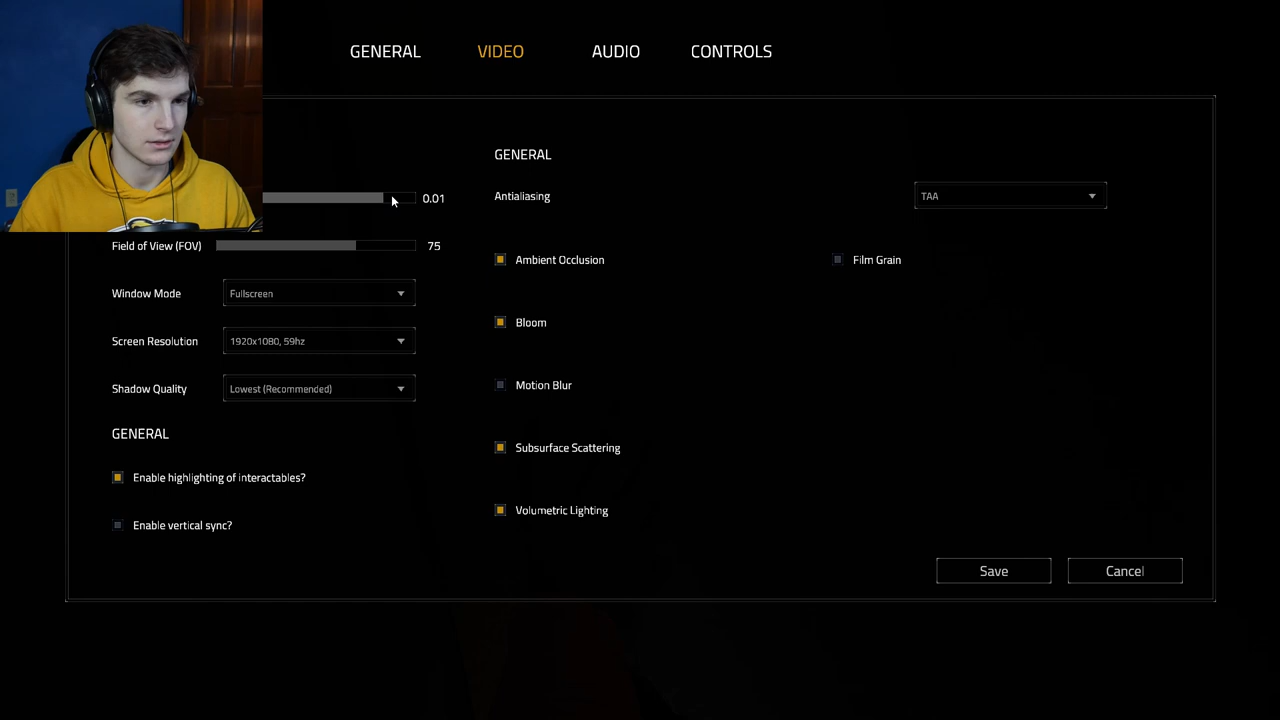 GENERAL VIDEO AUDIO CONTROLS
0.01
Field of View (FOV) 75
Window Mode Fullscreen
Screen Resolution 1920x1080, 59hz
Shadow Quality Lowest (Recommended)
GENERAL
Enable highlighting of interactables?
Enable vertical sync?
GENERAL
Antialiasing TAA
Ambient Occlusion Film Grain
Bloom
Motion Blur
Subsurface Scattering
Volumetric Lighting
Save Cancel